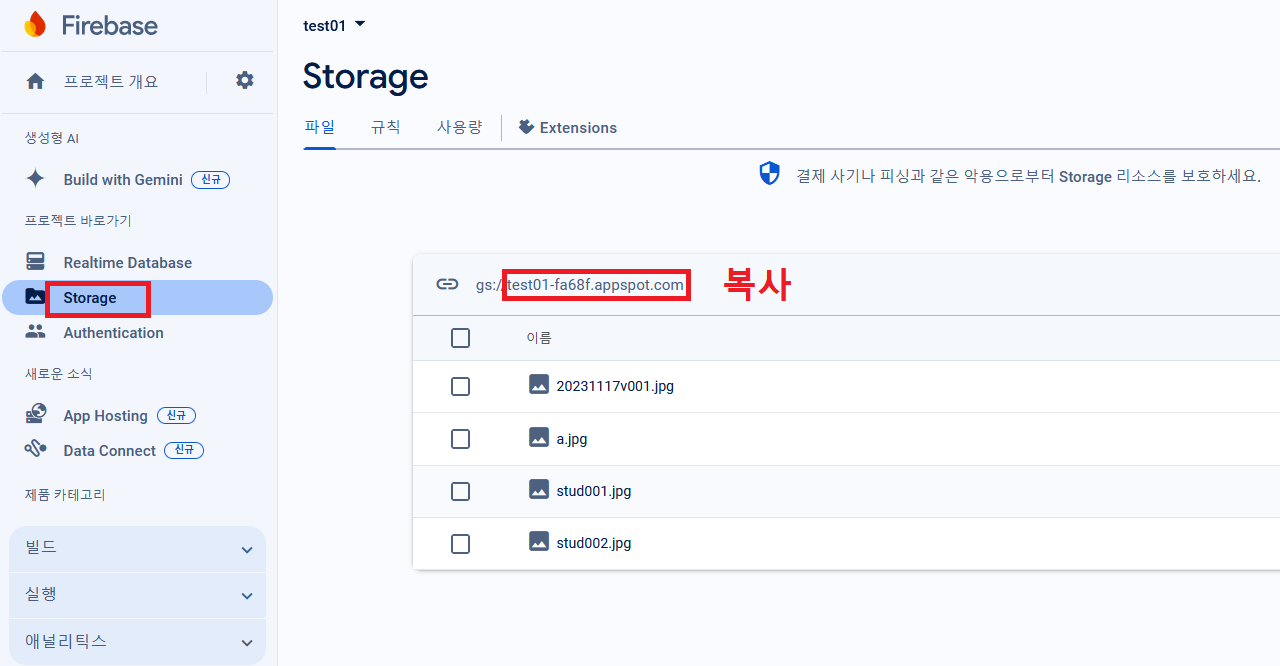 Firebase
프로젝트 개요
생성형 AI
Build with Gemini 신규
프로젝트 바로가기
Realtime Database
Storage
Authentication
새로운 소식
App Hosting 신규
Data Connect 신규
제품 카테고리
빌드
실행
애널리틱스
test01
Storage
파일 규칙 사용량 Extensions
결제 사기나 피싱과 같은 악용으로부터 Storage 리소스를 보호하세요.
gs://test01-fa68f.appspot.com 복사
이름
20231117v001.jpg
a.jpg
stud001.jpg
stud002.jpg